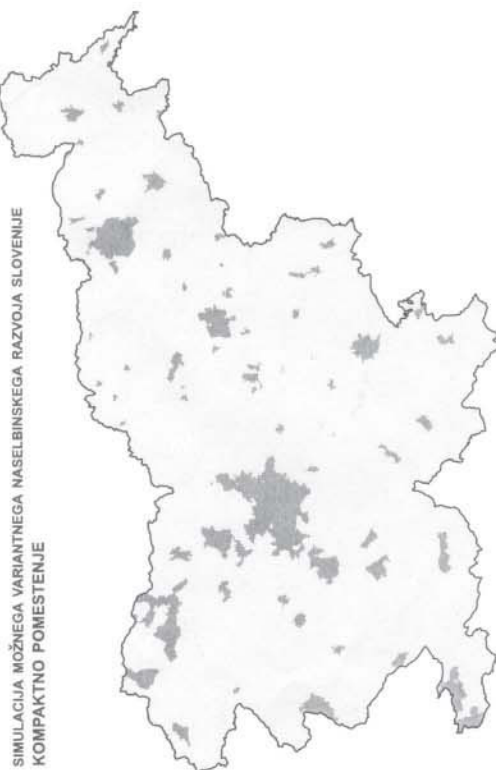 SIMULACIJA MOŽNEGA VARIANTNEGA NASELBINSKEGA RAZVOJA SLOVENIJE
KOMPAKTNO POMESTENJE